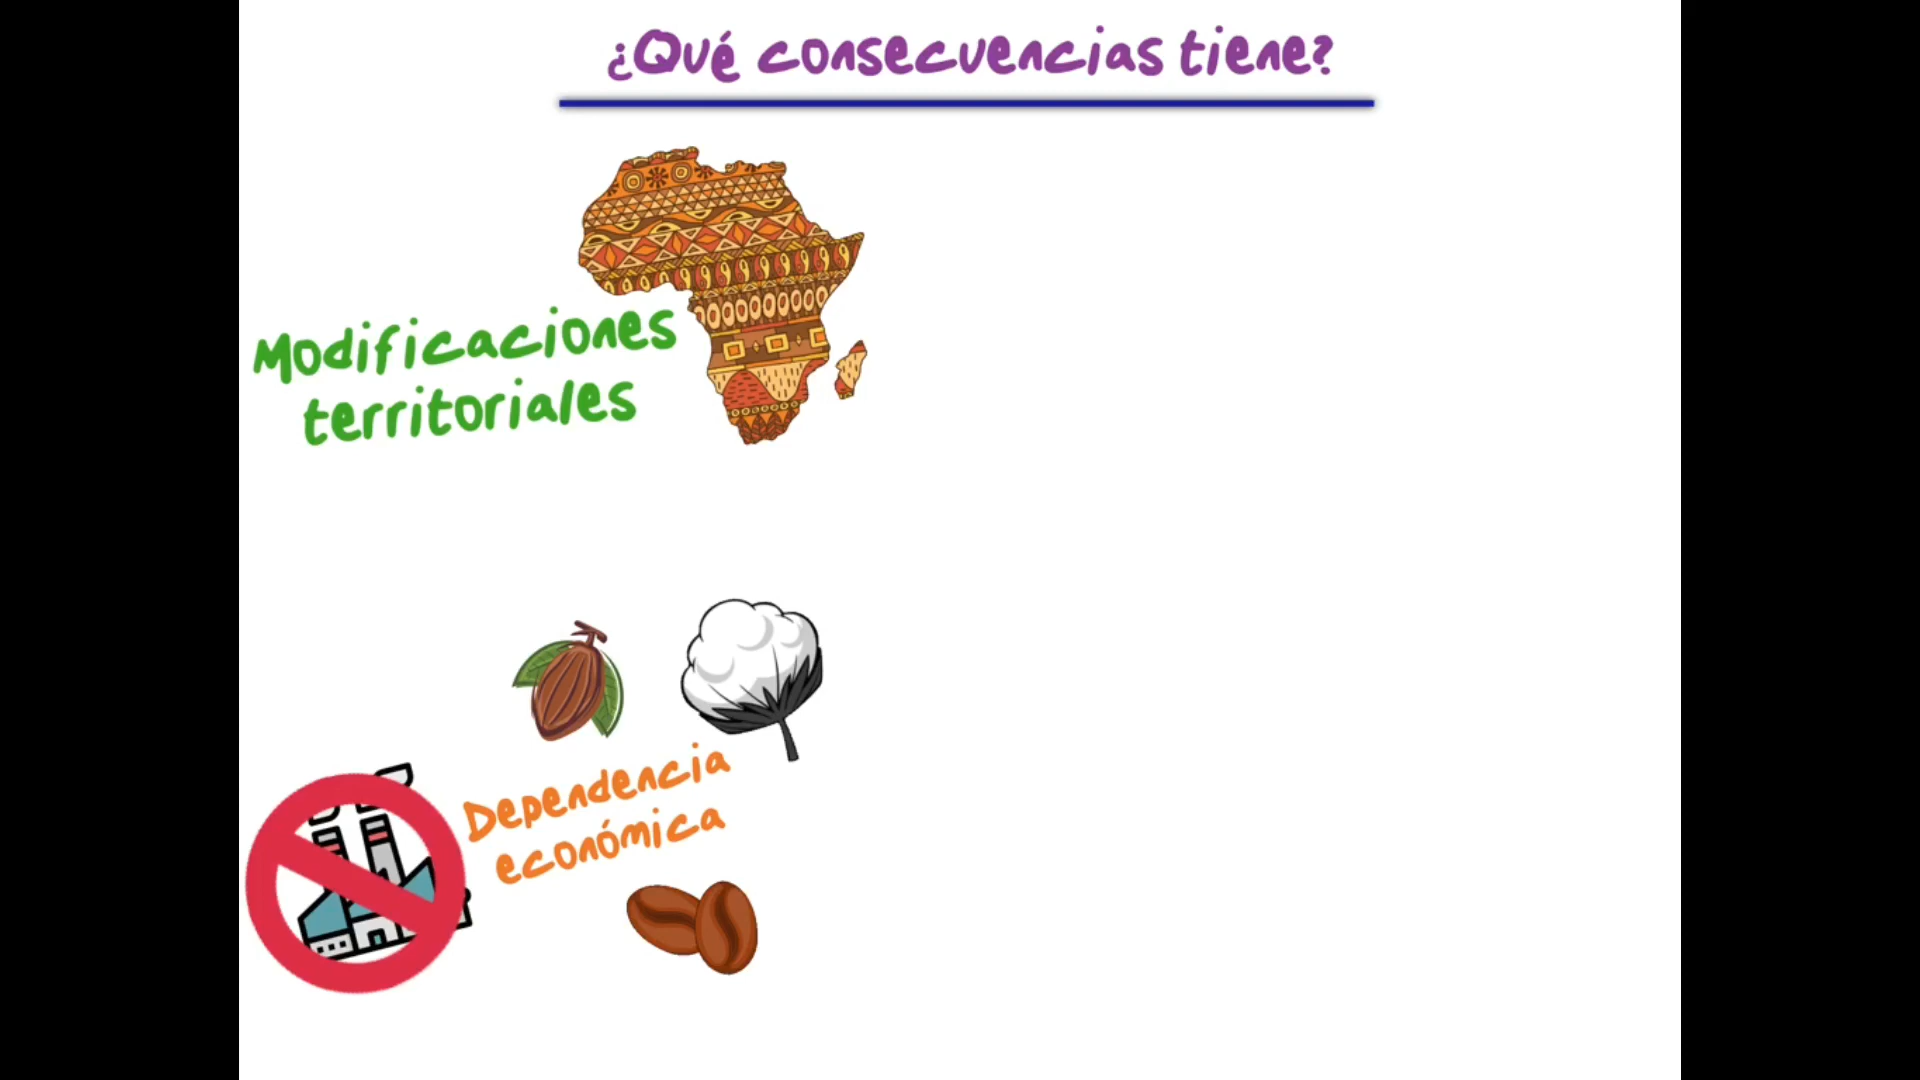 ¿Qué consecuencias tiene?
Modificaciones
territoriales
Dependencia
económica